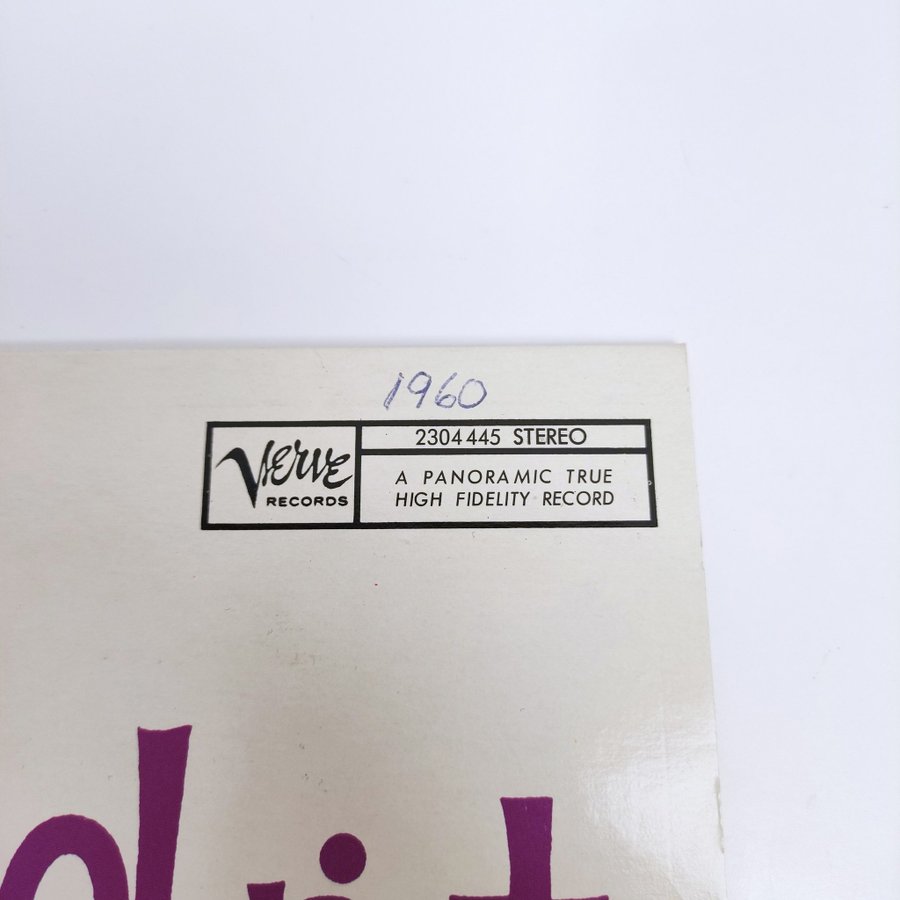 1960
VERVE
RECORDS
2304 445 STEREO
A PANORAMIC TRUE
HIGH FIDELITY RECORD